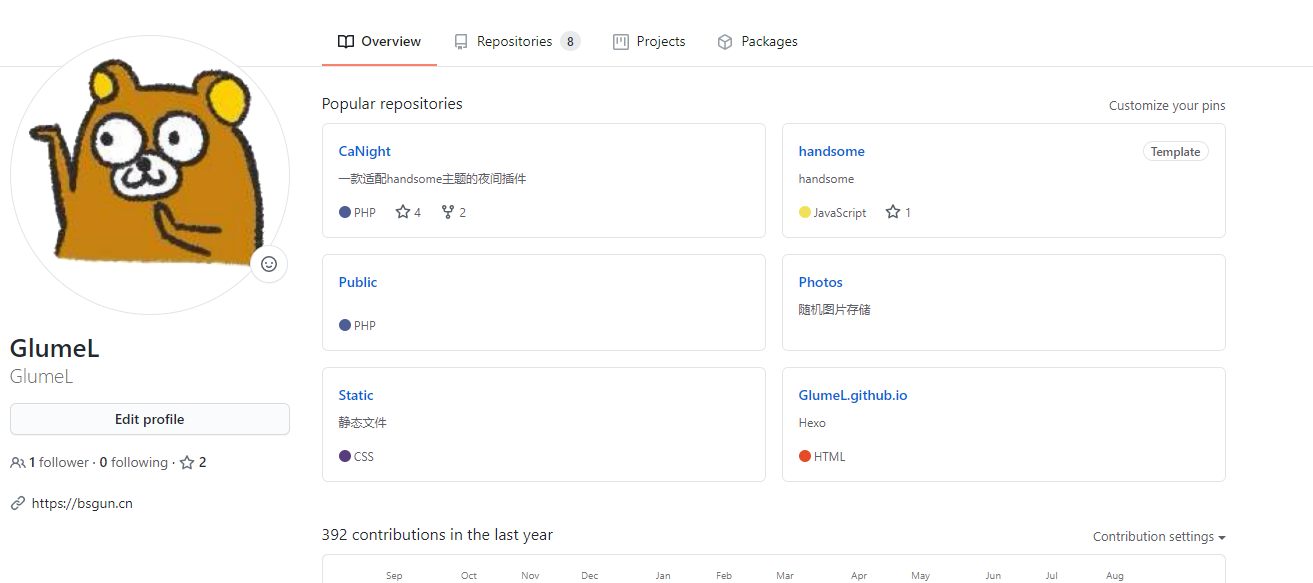 Overview Repositories 8 Projects Packages
Popular repositories Customize your pins
CaNight
一款适配handsome主题的夜间插件
PHP 4 2
handsome Template
handsome
JavaScript 1
Public
PHP
Photos
随机图片存储
Static
静态文件
CSS
GlumeL.github.io
Hexo
HTML
GlumeL
GlumeL
Edit profile
1 follower · 0 following · 2
https://bsgun.cn
392 contributions in the last year Contribution settings
Sep Oct Nov Dec Jan Feb Mar Apr May Jun Jul Aug